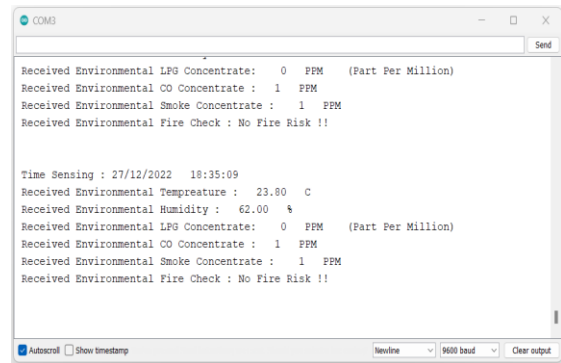 COM3
Send
Received Environmental LPG Concentrate: 0 PPM (Part Per Million)
Received Environmental CO Concentrate : 1 PPM
Received Environmental Smoke Concentrate : 1 PPM
Received Environmental Fire Check : No Fire Risk !!
Time Sensing : 27/12/2022 18:35:09
Received Environmental Tempreature : 23.80 C
Received Environmental Humidity : 62.00 %
Received Environmental LPG Concentrate: 0 PPM (Part Per Million)
Received Environmental CO Concentrate : 1 PPM
Received Environmental Smoke Concentrate : 1 PPM
Received Environmental Fire Check : No Fire Risk !!
Autoscroll Show timestamp Newline 9600 baud Clear output